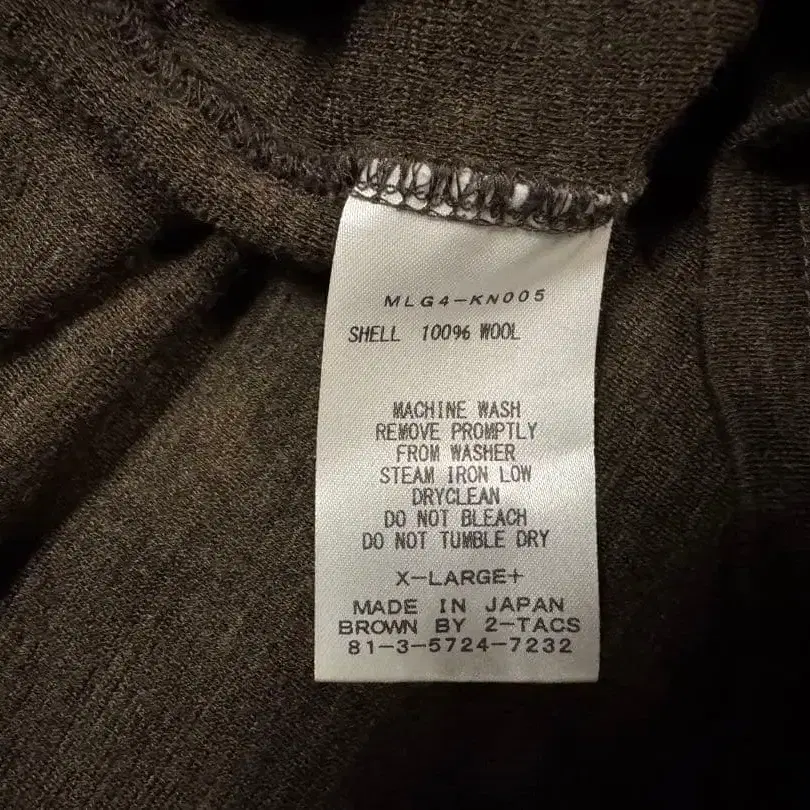 MLG4-KN005
SHELL 100% WOOL
MACHINE WASH
REMOVE PROMPTLY
FROM WASHER
STEAM IRON LOW
DRYCLEAN
DO NOT BLEACH
DO NOT TUMBLE DRY
X-LARGE+
MADE IN JAPAN
BROWN BY 2-TACS
81-3-5724-7232